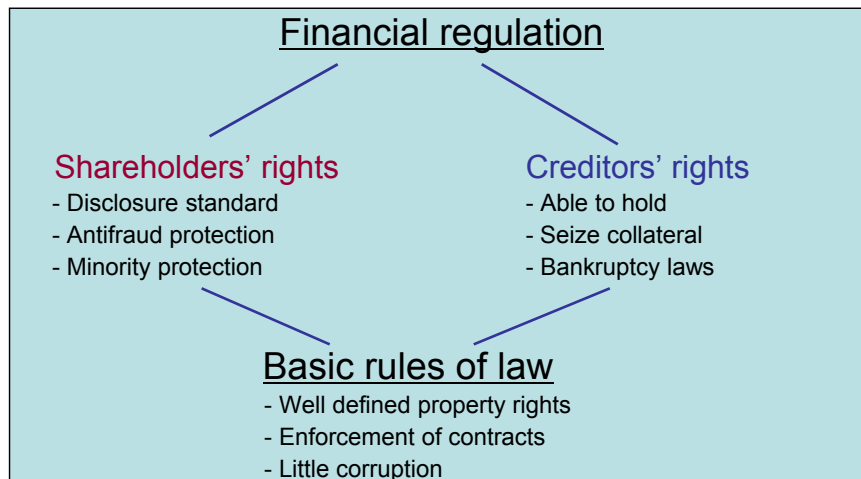 Financial regulation
Shareholders’ rights
- Disclosure standard
- Antifraud protection
- Minority protection
Creditors’ rights
- Able to hold
- Seize collateral
- Bankruptcy laws
Basic rules of law
- Well defined property rights
- Enforcement of contracts
- Little corruption